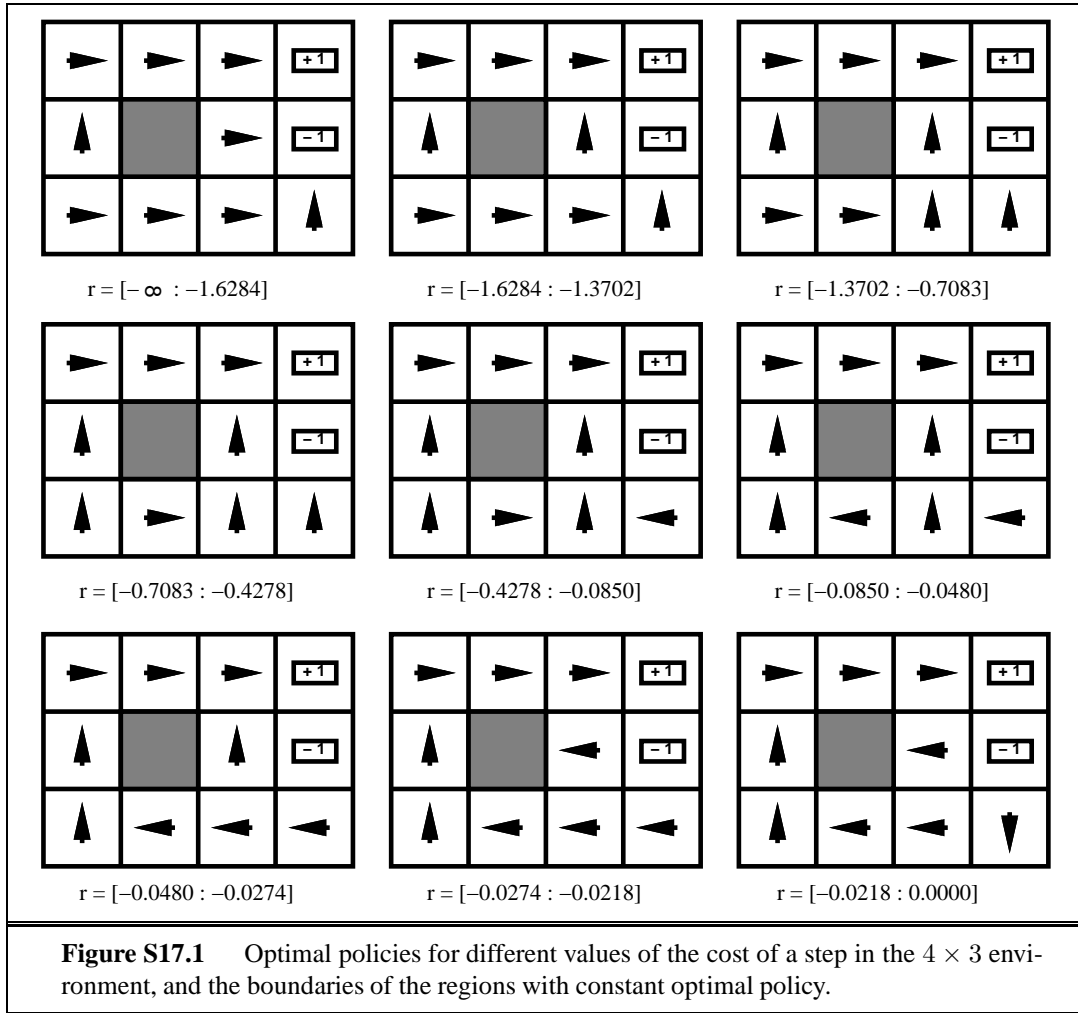 +1 +1 +1
−1 −1 −1
r = [−∞ : −1.6284] r = [−1.6284 : −1.3702] r = [−1.3702 : −0.7083]
+1 +1 +1
−1 −1 −1
r = [−0.7083 : −0.4278] r = [−0.4278 : −0.0850] r = [−0.0850 : −0.0480]
+1 +1 +1
−1 −1 −1
r = [−0.0480 : −0.0274] r = [−0.0274 : −0.0218] r = [−0.0218 : 0.0000]
Figure S17.1 Optimal policies for different values of the cost of a step in the 4 × 3 envi-
ronment, and the boundaries of the regions with constant optimal policy.